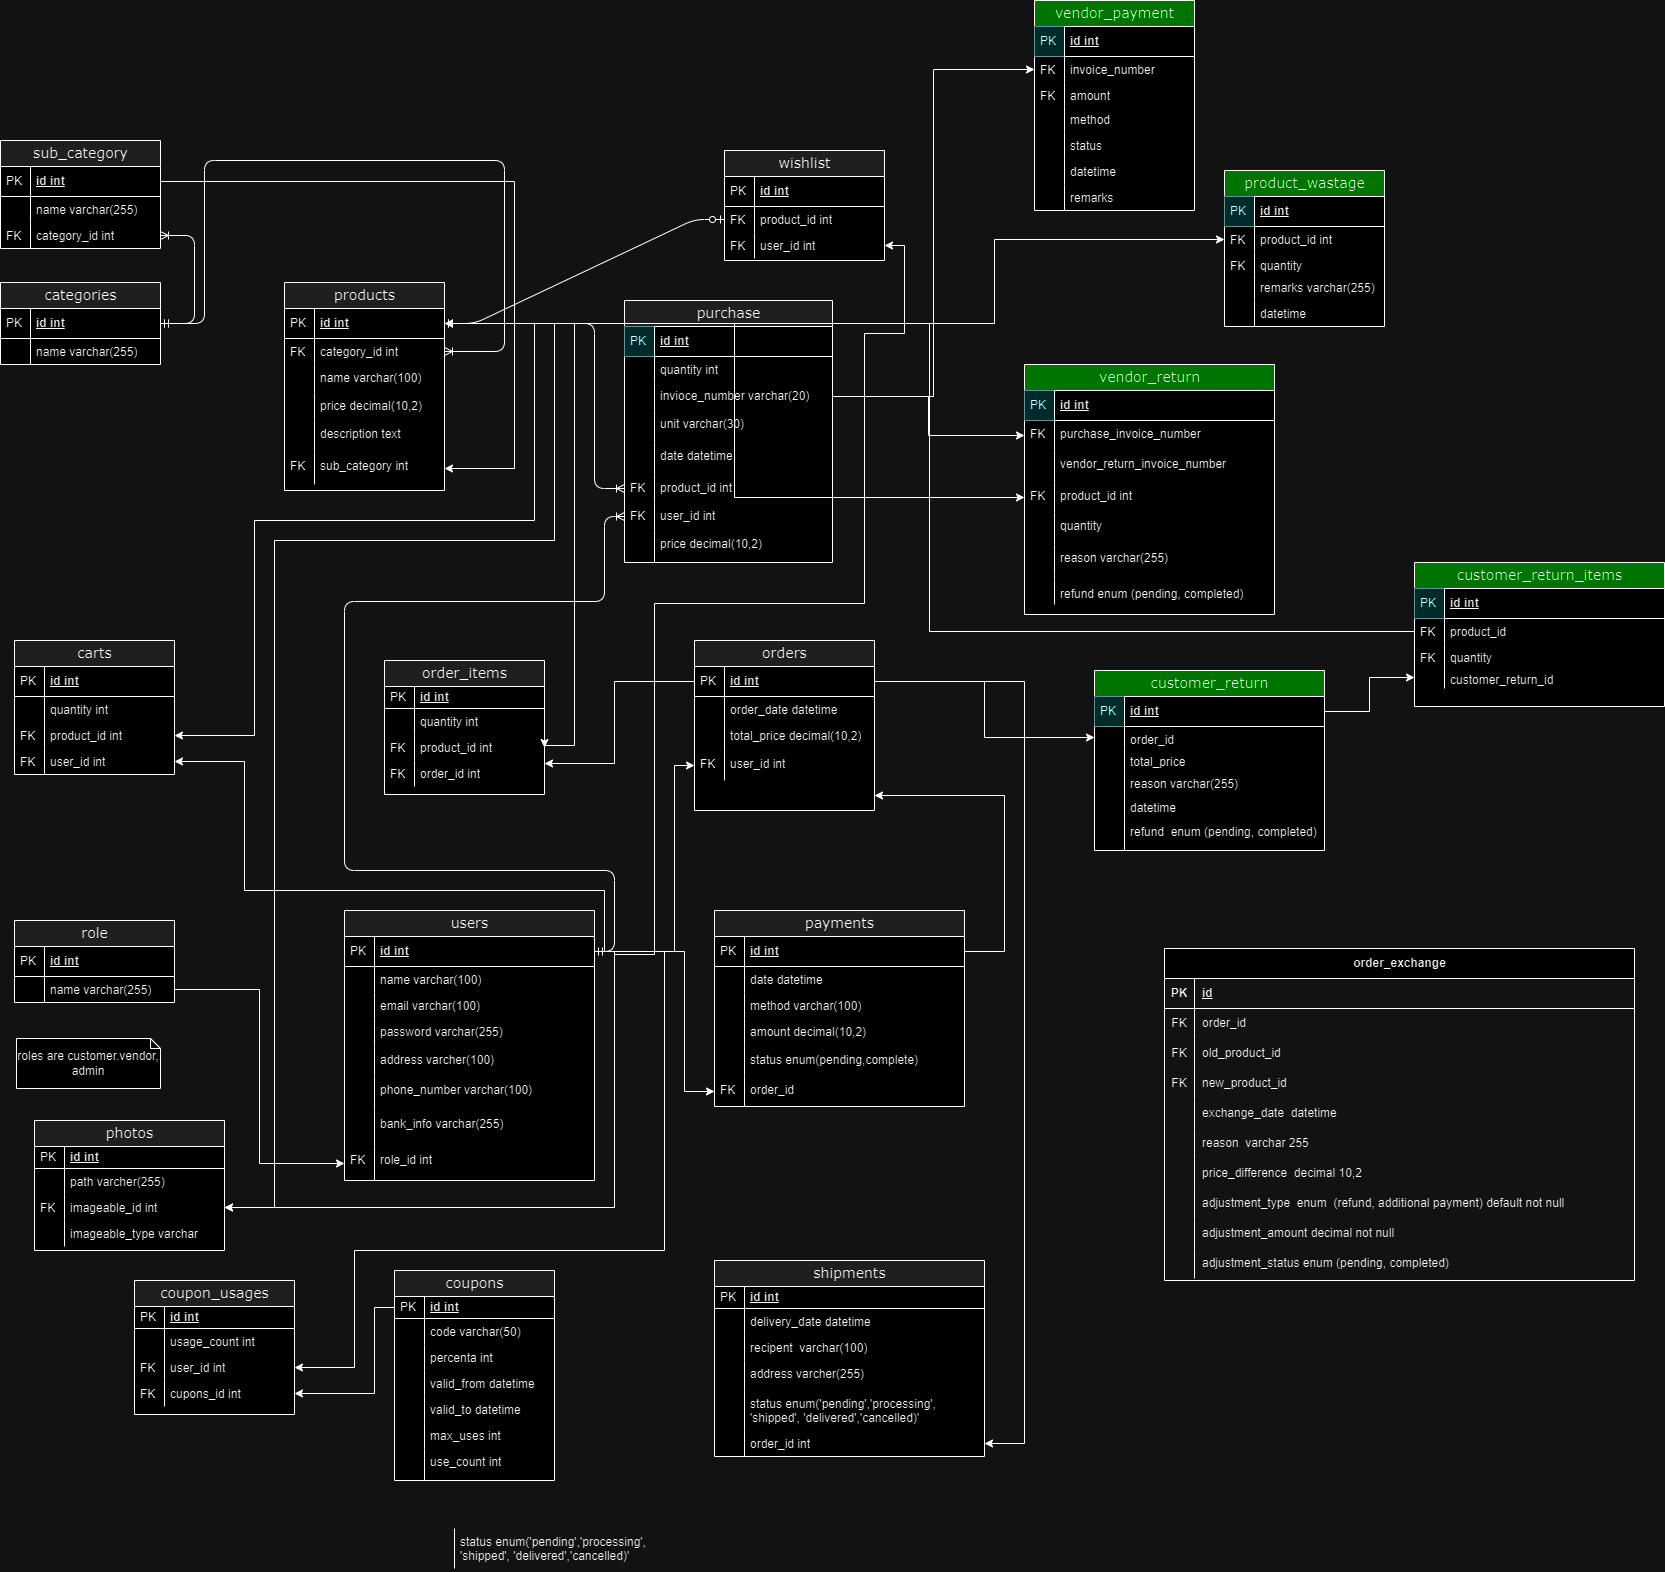 vendor_payment
PK id int
FK invoice_number
FK amount
method
status
datetime
remarks
sub_category
PK id int
name varchar(255)
FK category_id int
wishlist
PK id int
FK product_id int
FK user_id int
product_wastage
PK id int
FK product_id int
FK quantity
remarks varchar(255)
datetime
categories
PK id int
name varchar(255)
products
PK id int
FK category_id int
name varchar(100)
price decimal(10,2)
description text
FK sub_category int
purchase
PK id int
quantity int
invioce_number varchar(20)
unit varchar(30)
date datetime
FK product_id int
FK user_id int
price decimal(10,2)
vendor_return
PK id int
FK purchase_invoice_number
vendor_return_invoice_number
FK product_id int
quantity
reason varchar(255)
refund enum (pending, completed)
customer_return_items
PK id int
FK product_id
FK quantity
customer_return_id
carts
PK id int
quantity int
FK product_id int
FK user_id int
order_items
PK id int
quantity int
FK product_id int
FK order_id int
orders
PK id int
order_date datetime
total_price decimal(10,2)
FK user_id int
customer_return
PK id int
order_id
total_price
reason varchar(255)
datetime
refund  enum (pending, completed)
role
PK id int
name varchar(255)
roles are customer.vendor,
admin
users
PK id int
name varchar(100)
email varchar(100)
password varchar(255)
address varcher(100)
phone_number varchar(100)
bank_info varchar(255)
FK role_id int
payments
PK id int
date datetime
method varchar(100)
amount decimal(10,2)
status enum(pending,complete)
FK order_id
order_exchange
PK id
FK order_id
FK old_product_id
FK new_product_id
exchange_date  datetime
reason  varchar 255
price_difference  decimal 10,2
adjustment_type  enum  (refund, additional payment) default not null
adjustment_amount decimal not null
adjustment_status enum (pending, completed)
photos
PK id int
path varcher(255)
FK imageable_id int
imageable_type varchar
coupon_usages
PK id int
usage_count int
FK user_id int
FK cupons_id int
coupons
PK id int
code varchar(50)
percenta int
valid_from datetime
valid_to datetime
max_uses int
use_count int
shipments
PK id int
delivery_date datetime
recipent  varchar(100)
address varcher(255)
status enum('pending','processing',
'shipped', 'delivered','cancelled)'
order_id int
status enum('pending','processing',
'shipped', 'delivered','cancelled)'